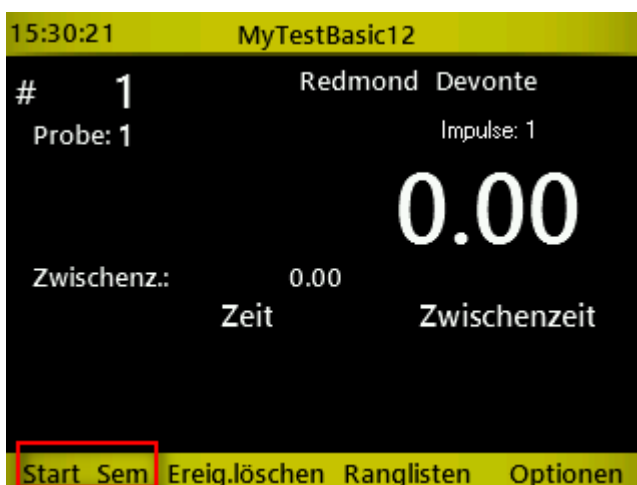 15:30:21 MyTestBasic12
# 1 Redmond Devonte
Probe: 1 Impulse: 1
0.00
Zwischenz.: 0.00
Zeit Zwischenzeit
Start Sem Ereig.löschen Ranglisten Optionen